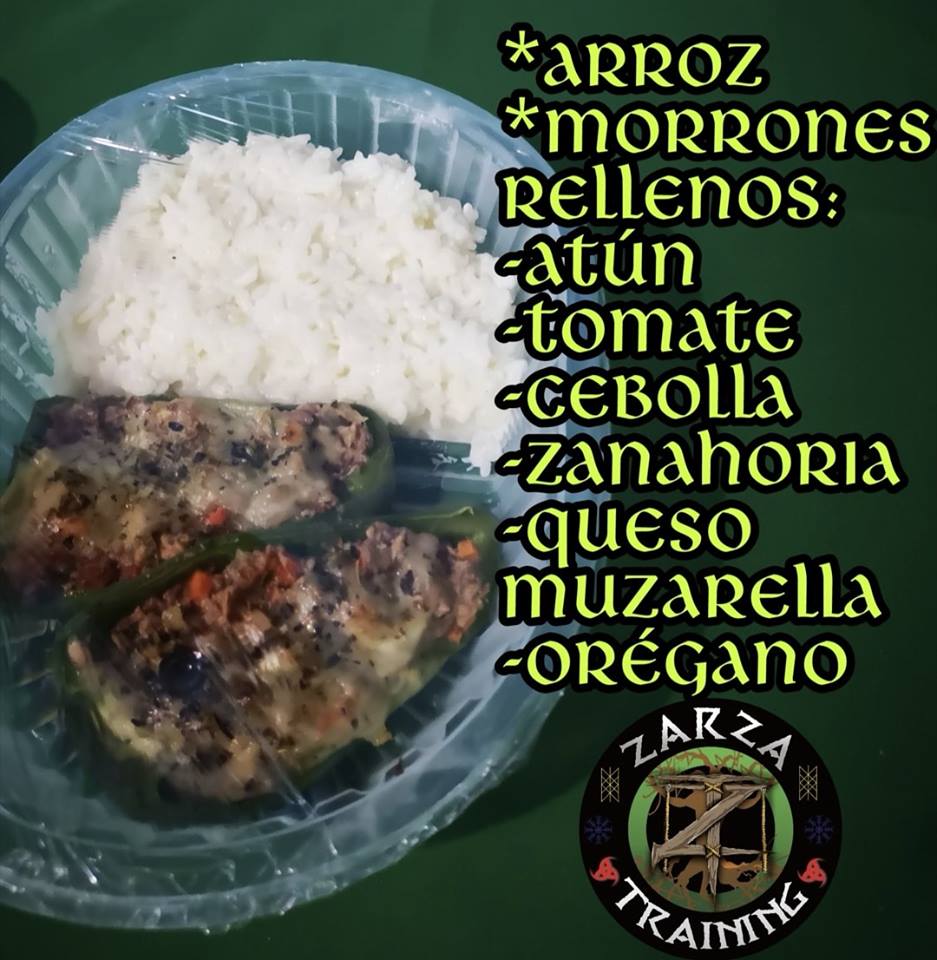 *ARROZ
*MORRONES
RELLENOS:
-ATÚN
-TOMATE
-CEBOLLA
-ZANAHORIA
-QUESO
MUZARELLA
-ORÉGANO
ZARZA
Z
TRAINING